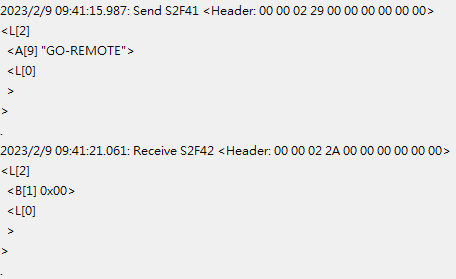 2023/2/9 09:41:15.987: Send S2F41 <Header: 00 00 02 29 00 00 00 00 00 00>
<L[2]
<A[9] "GO-REMOTE">
<L[0]
>
>
.
2023/2/9 09:41:21.061: Receive S2F42 <Header: 00 00 02 2A 00 00 00 00 00 00>
<L[2]
<B[1] 0x00>
<L[0]
>
>
.